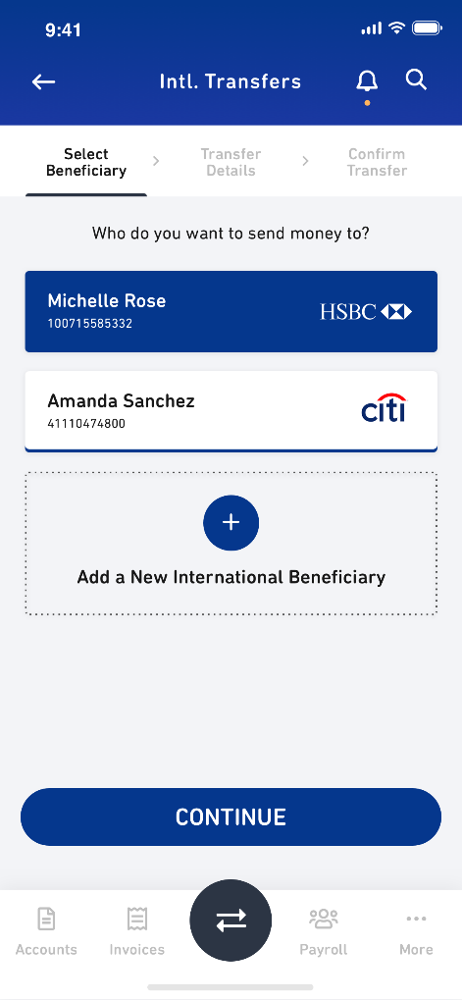 9:41
Intl. Transfers
Select
Beneficiary
Transfer
Details
Confirm
Transfer
Who do you want to send money to?
Michelle Rose
100715585332
HSBC
Amanda Sanchez
41110474800
citi
Add a New International Beneficiary
CONTINUE
Accounts
Invoices
Payroll
More